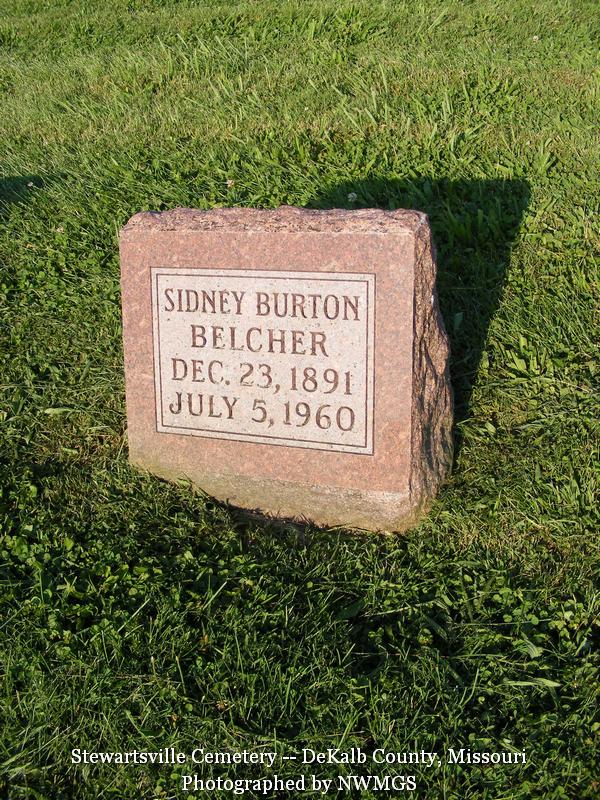 SIDNEY BURTON
BELCHER
DEC. 23, 1891
JULY 5, 1960
Stewartsville Cemetery -- DeKalb County, Missouri
Photographed by NWMGS